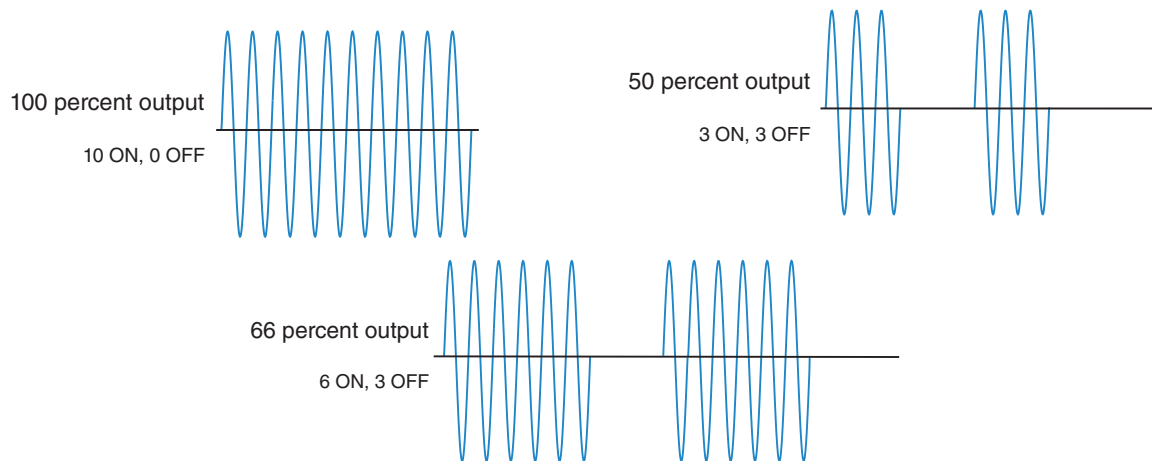 100 percent output
10 ON, 0 OFF
50 percent output
3 ON, 3 OFF
66 percent output
6 ON, 3 OFF